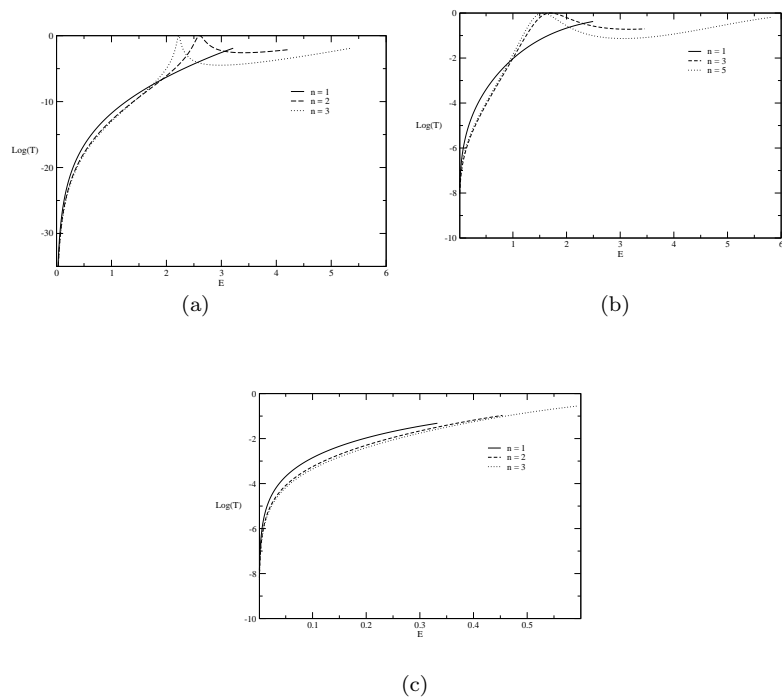 0
-10
-20
-30
Log(T)
0 1 2 3 4 5 6
E
n = 1
n = 2
n = 3
(a)
0
-2
-4
-6
-8
-10
Log(T)
1 2 3 4 5 6
E
n = 1
n = 3
n = 5
(b)
0
-2
-4
-6
-8
-10
Log(T)
0.1 0.2 0.3 0.4 0.5
E
n = 1
n = 2
n = 3
(c)